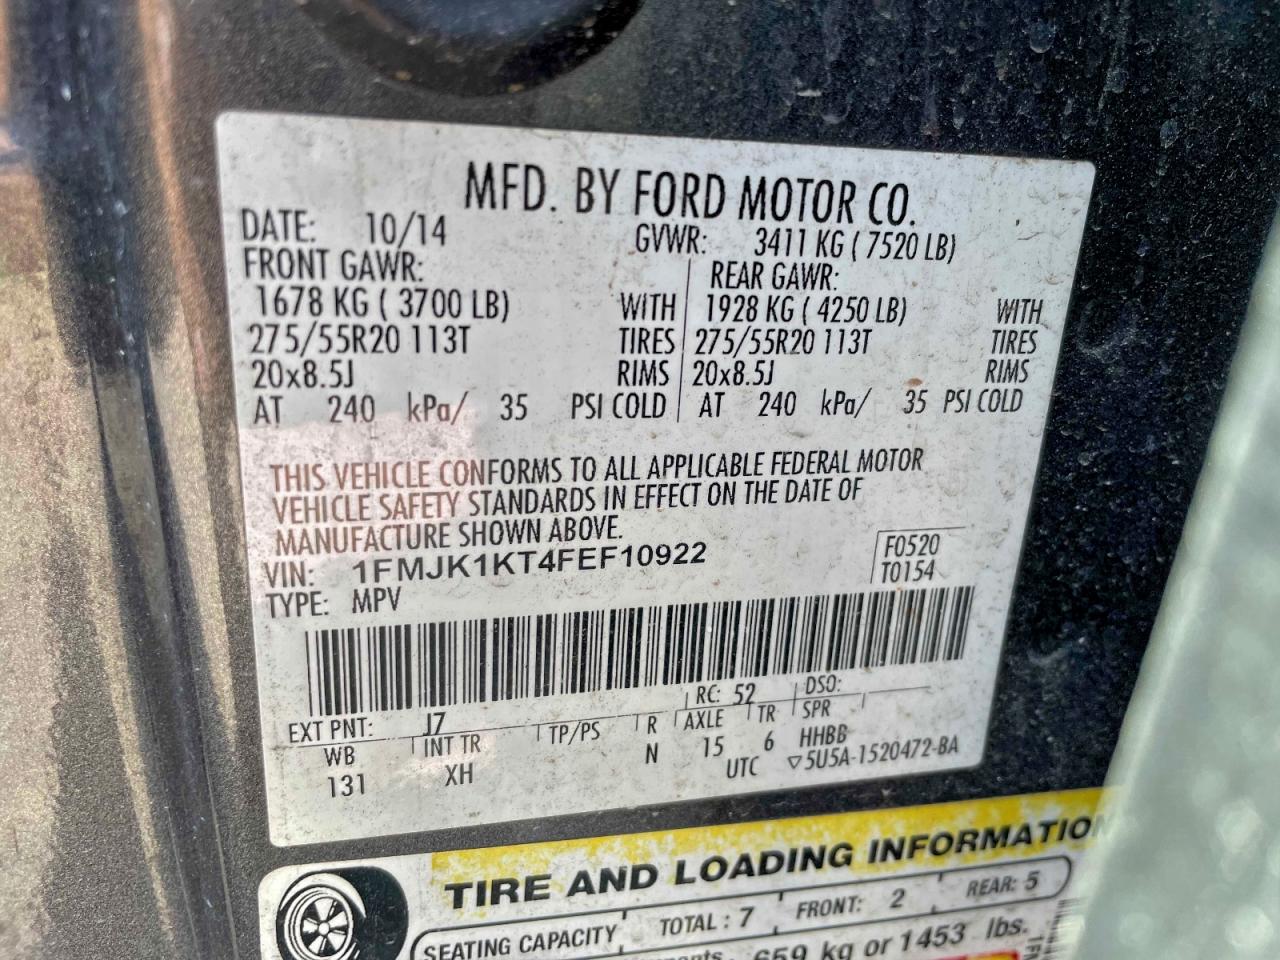 MFD. BY FORD MOTOR CO.
DATE: 10/14 GVWR: 3411 KG ( 7520 LB)
FRONT GAWR: REAR GAWR:
1678 KG ( 3700 LB) WITH 1928 KG ( 4250 LB) WITH
275/55R20 113T TIRES 275/55R20 113T TIRES
20x8.5J RIMS 20x8.5J RIMS
AT 240 kPa/ 35 PSI COLD AT 240 kPa/ 35 PSI COLD
THIS VEHICLE CONFORMS TO ALL APPLICABLE FEDERAL MOTOR
VEHICLE SAFETY STANDARDS IN EFFECT ON THE DATE OF
MANUFACTURE SHOWN ABOVE.
VIN: 1FMJK1KT4FEF10922 F0520
TYPE: MPV T0154
EXT PNT: J7 RC: 52 DSO:
WB INT TR TP/PS R AXLE TR SPR
131 XH N 15 6 HHBB
UTC ▽5U5A-1520472-BA
TIRE AND LOADING INFORMATION
SEATING CAPACITY TOTAL : 7 FRONT: 2 REAR: 5
659 kg or 1453 lbs.